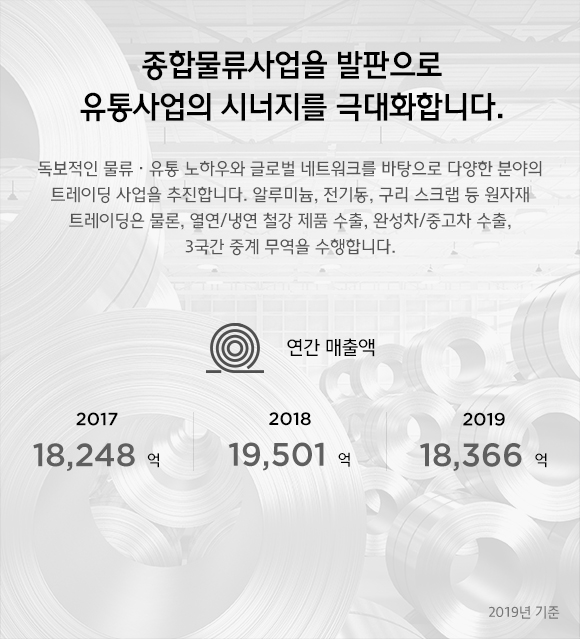 종합물류사업을 발판으로
유통사업의 시너지를 극대화합니다.
독보적인 물류 · 유통 노하우와 글로벌 네트워크를 바탕으로 다양한 분야의
트레이딩 사업을 추진합니다. 알루미늄, 전기동, 구리 스크랩 등 원자재
트레이딩은 물론, 열연/냉연 철강 제품 수출, 완성차/중고차 수출,
3국간 중계 무역을 수행합니다.
연간 매출액
2017 2018 2019
18,248 억 19,501 억 18,366 억
2019년 기준